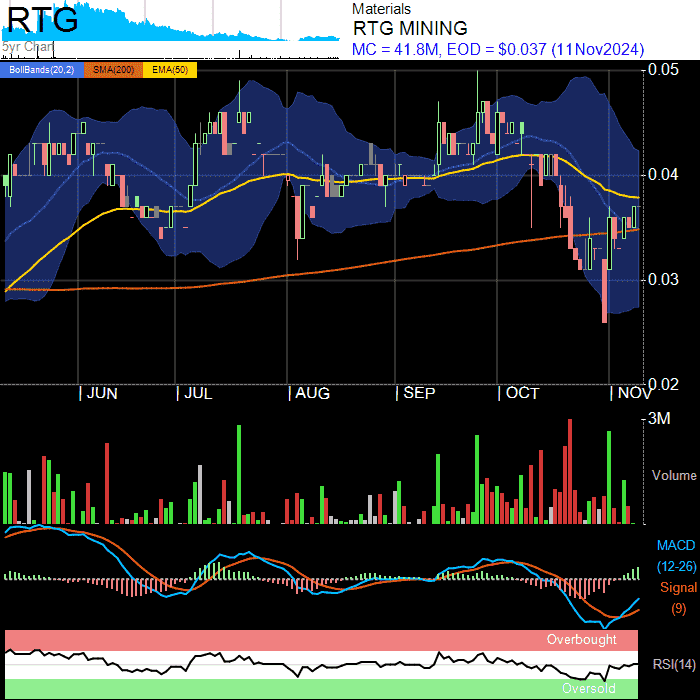 RTG
5yr Chart
Materials
RTG MINING
MC = 41.8M, EOD = $0.037 (11Nov2024)
BollBands(20,2) SMA(200) EMA(50)
0.05
0.04
0.03
0.02
JUN JUL AUG SEP OCT NOV
3M
Volume
MACD
(12-26)
Signal
(9)
Overbought
RSI(14)
Oversold